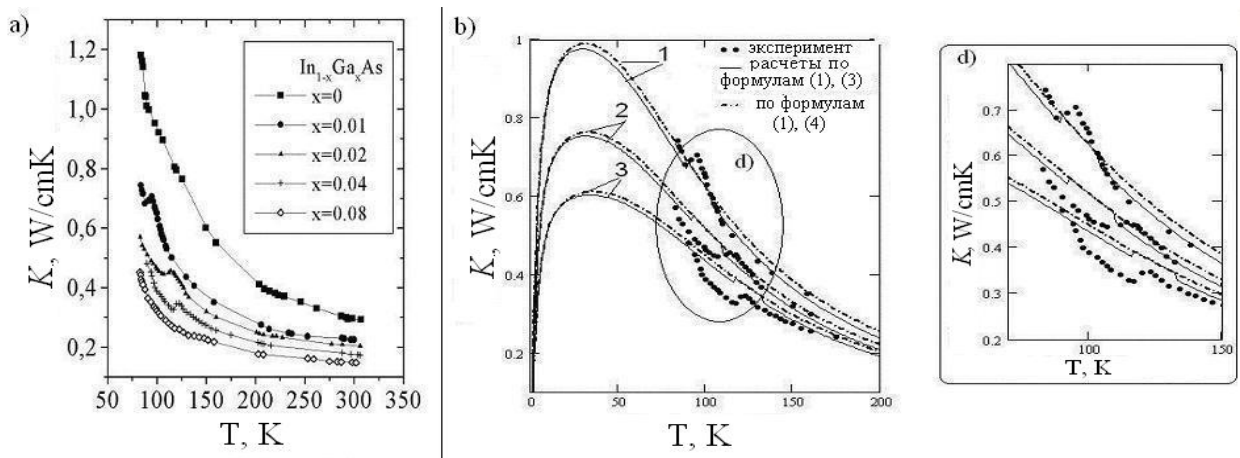 a)
K, W/cmK
1,2
1,0
0,8
0,6
0,4
0,2
50 100 150 200 250 300 350
T, K
In1-xGaxAs
x=0
x=0.01
x=0.02
x=0.04
x=0.08
b)
K, W/cmK
1
0.8
0.6
0.4
0.2
0 50 100 150 200
T, K
1
2
3
d)
эксперимент
расчёты по
формулам (1), (3)
по формулам
(1), (4)
d)
K, W/cmK
0.7
0.6
0.5
0.4
0.3
0.2
100 150
T, K